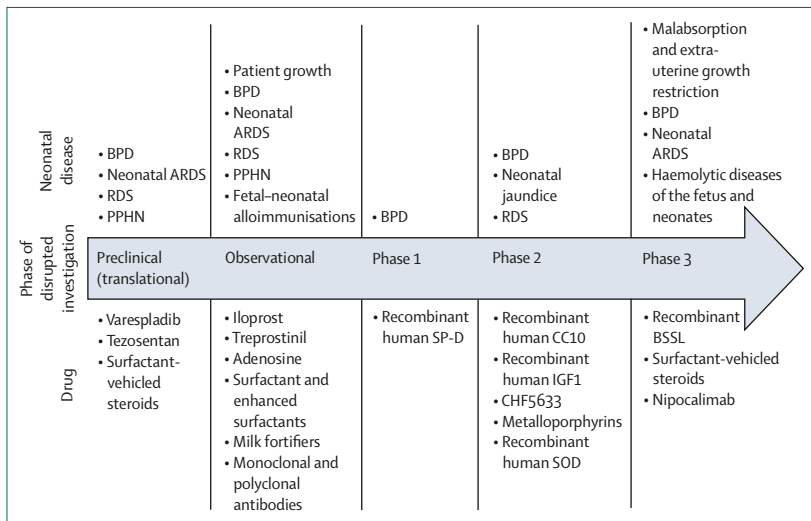 Neonatal
disease
• BPD
• Neonatal ARDS
• RDS
• PPHN
• Patient growth
• BPD
• Neonatal
ARDS
• RDS
• PPHN
• Fetal–neonatal
alloimmunisations
• BPD
• BPD
• Neonatal
jaundice
• RDS
• Malabsorption
and extra-
uterine growth
restriction
• BPD
• Neonatal
ARDS
• Haemolytic diseases
of the fetus and
neonates
Phase of
disrupted
investigation
Preclinical
(translational)
Observational
Phase 1
Phase 2
Phase 3
Drug
• Varespladib
• Tezosentan
• Surfactant-
vehicled
steroids
• Iloprost
• Treprostinil
• Adenosine
• Surfactant and
enhanced
surfactants
• Milk fortifiers
• Monoclonal and
polyclonal
antibodies
• Recombinant
human SP-D
• Recombinant
human CC10
• Recombinant
human IGF1
• CHF5633
• Metalloporphyrins
• Recombinant
human SOD
• Recombinant
BSSL
• Surfactant-vehicled
steroids
• Nipocalimab